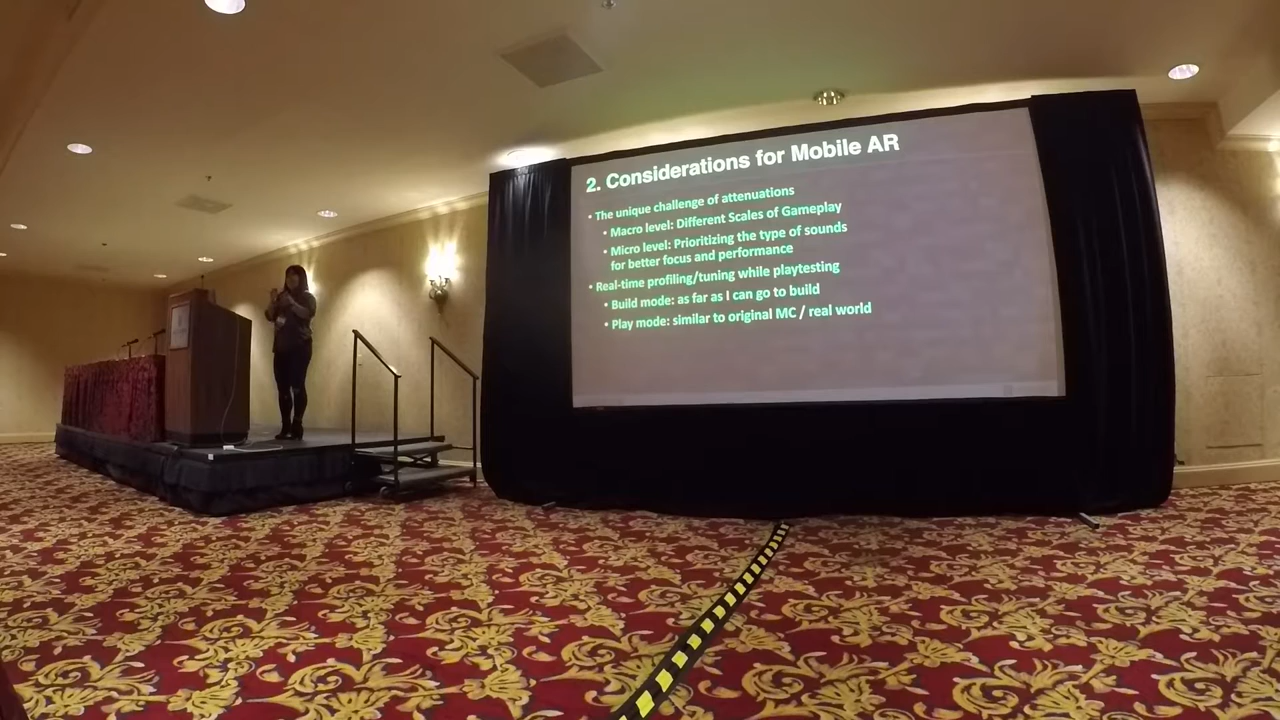 2. Considerations for Mobile AR
• The unique challenge of attenuations
• Macro level: Different Scales of Gameplay
• Micro level: Prioritizing the type of sounds
for better focus and performance
• Real-time profiling/tuning while playtesting
• Build mode: as far as I can go to build
• Play mode: similar to original MC / real world